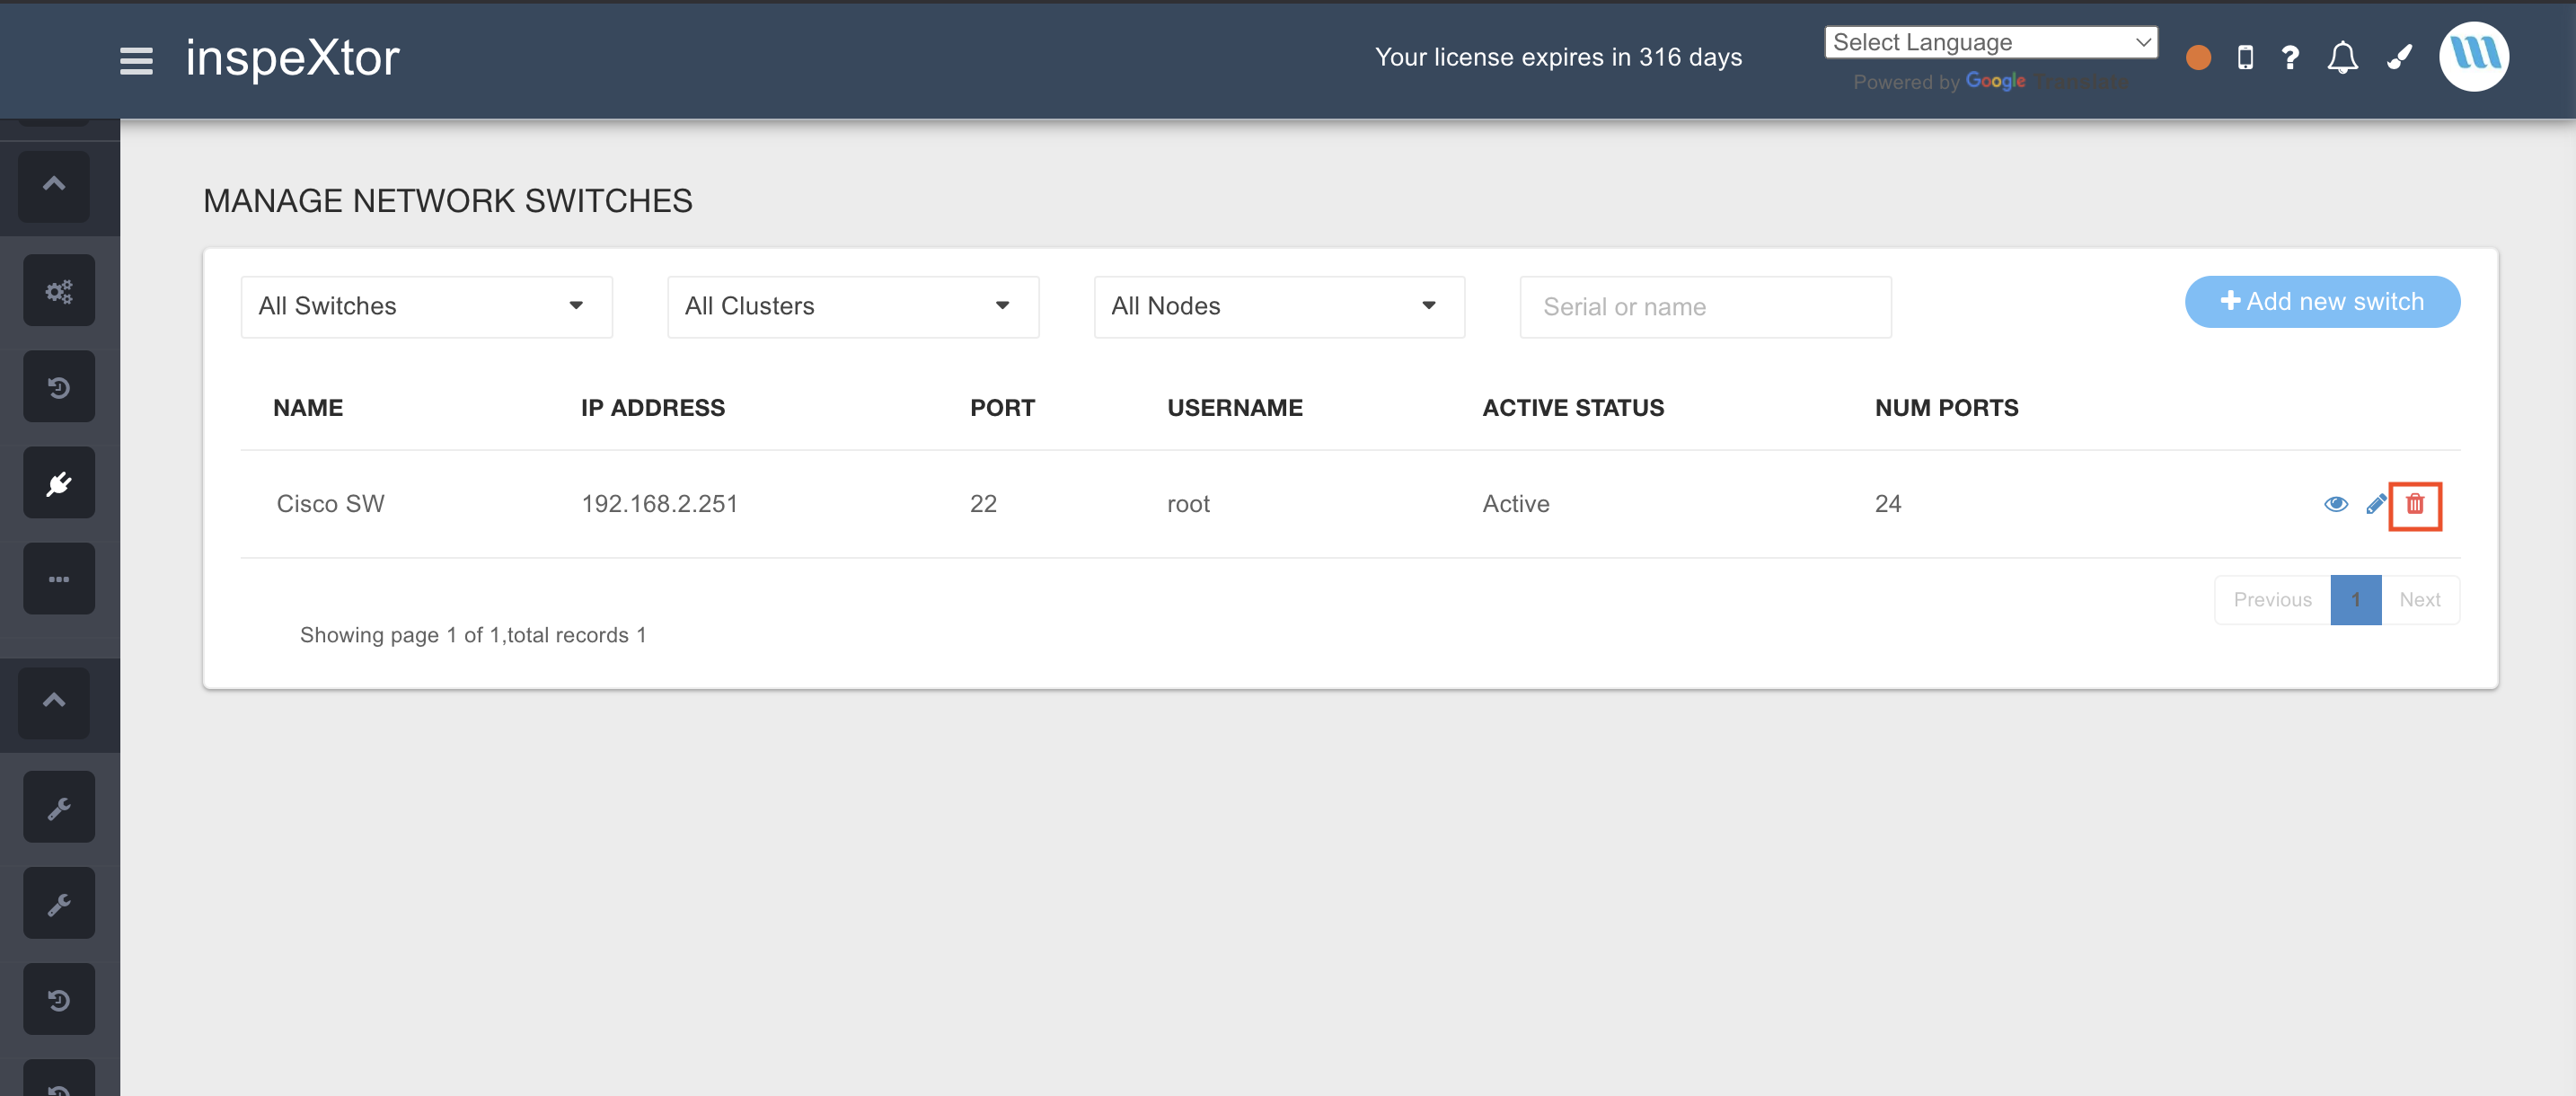 inspeXtor
Your license expires in 316 days
Select Language
Powered by Google Translate
MANAGE NETWORK SWITCHES
All Switches
All Clusters
All Nodes
Serial or name
Add new switch
NAME IP ADDRESS PORT USERNAME ACTIVE STATUS NUM PORTS
Cisco SW 192.168.2.251 22 root Active 24
Previous 1 Next
Showing page 1 of 1,total records 1